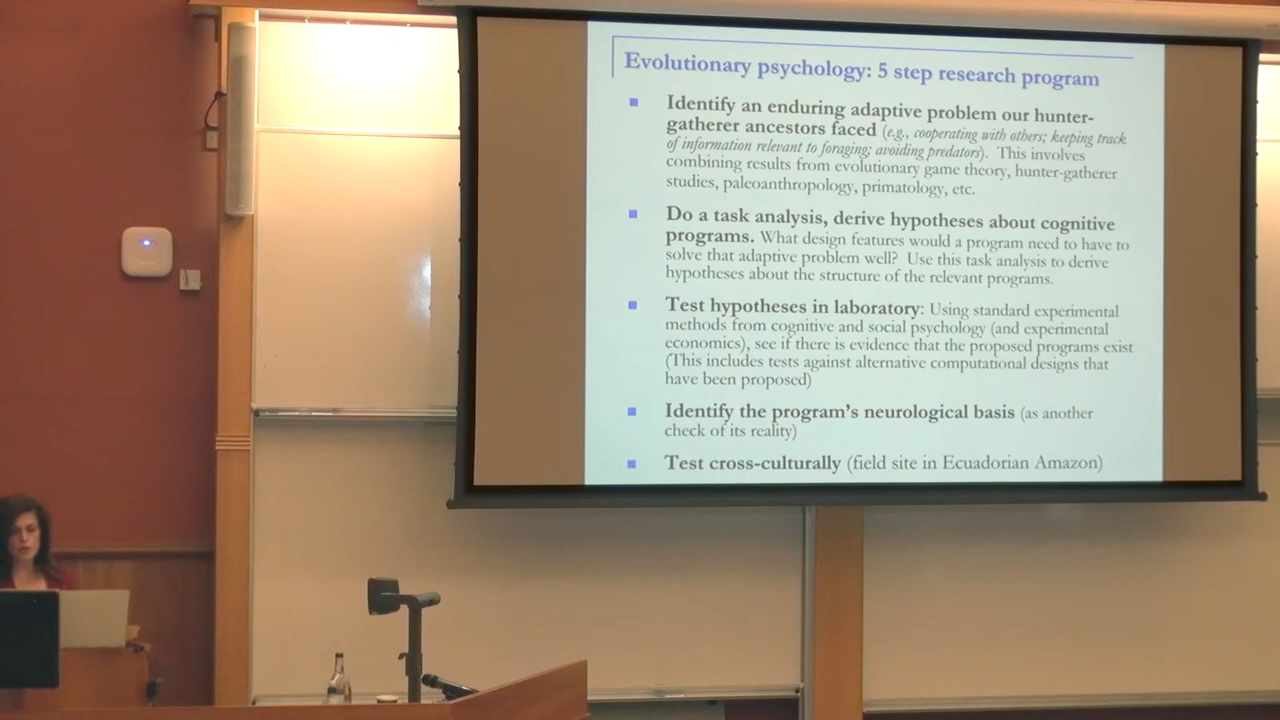 Evolutionary psychology: 5 step research program
Identify an enduring adaptive problem our hunter-
gatherer ancestors faced (e.g., cooperating with others; keeping track
of information relevant to foraging; avoiding predators). This involves
combining results from evolutionary game theory, hunter-gatherer
studies, paleoanthropology, primatology, etc.
Do a task analysis, derive hypotheses about cognitive
programs. What design features would a program need to have to
solve that adaptive problem well? Use this task analysis to derive
hypotheses about the structure of the relevant programs.
Test hypotheses in laboratory: Using standard experimental
methods from cognitive and social psychology (and experimental
economics), see if there is evidence that the proposed programs exist
(This includes tests against alternative computational designs that
have been proposed)
Identify the program's neurological basis (as another
check of its reality)
Test cross-culturally (field site in Ecuadorian Amazon)